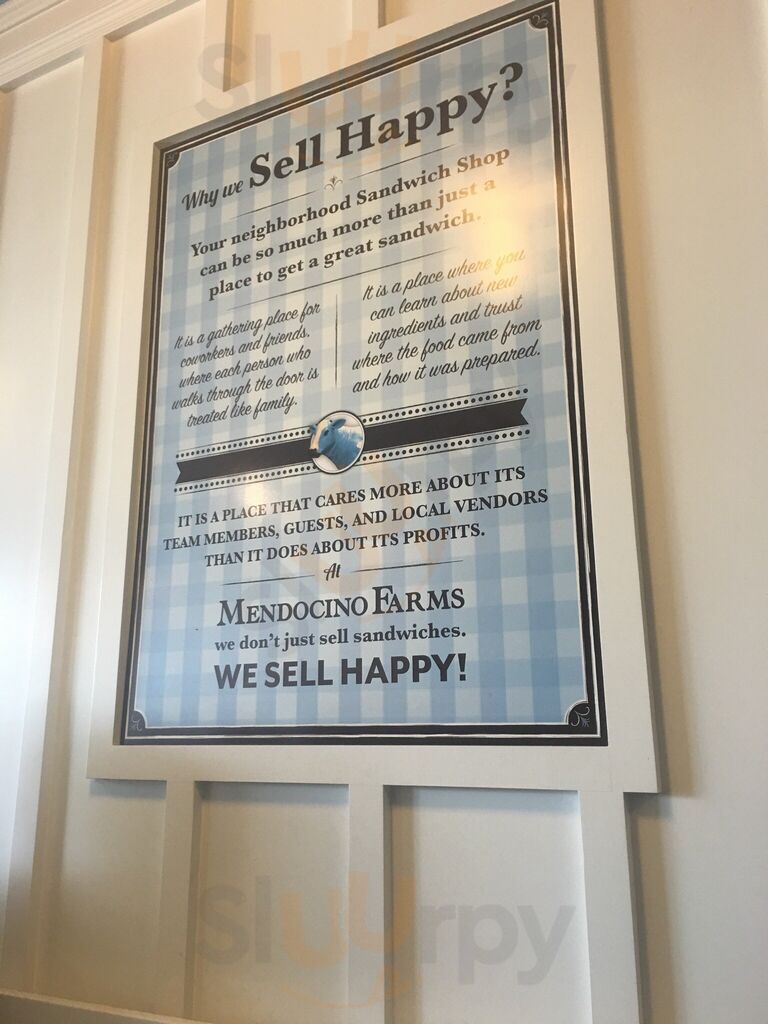 Sluurpy
Why we Sell Happy?
Your neighborhood Sandwich Shop
can be so much more than just a
place to get a great sandwich.
It is a gathering place for
coworkers and friends,
where each person who
walks through the door is
treated like family.
It is a place where you
can learn about new
ingredients and trust
where the food came from
and how it was prepared.
IT IS A PLACE THAT CARES MORE ABOUT ITS
TEAM MEMBERS, GUESTS, AND LOCAL VENDORS
THAN IT DOES ABOUT ITS PROFITS.
At
MENDOCINO FARMS
we don't just sell sandwiches.
WE SELL HAPPY!
Sluurpy